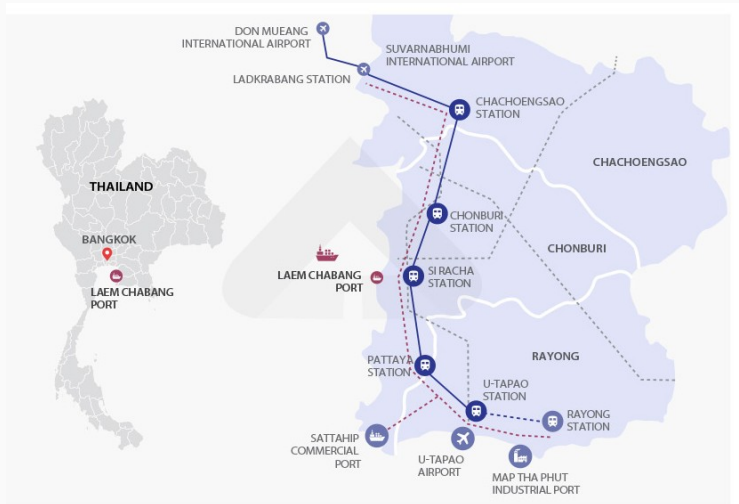 DON MUEANG
INTERNATIONAL AIRPORT
SUVARNABHUMI
INTERNATIONAL AIRPORT
LADKRABANG STATION
CHACHOENGSAO
STATION
CHACHOENGSAO
THAILAND
BANGKOK
LAEM CHABANG
PORT
CHONBURI
STATION
CHONBURI
LAEM CHABANG
PORT
SI RACHA
STATION
PATTAYA
STATION
RAYONG
U-TAPAO
STATION
RAYONG
STATION
SATTAHIP
COMMERCIAL
PORT
U-TAPAO
AIRPORT
MAP THA PHUT
INDUSTRIAL PORT